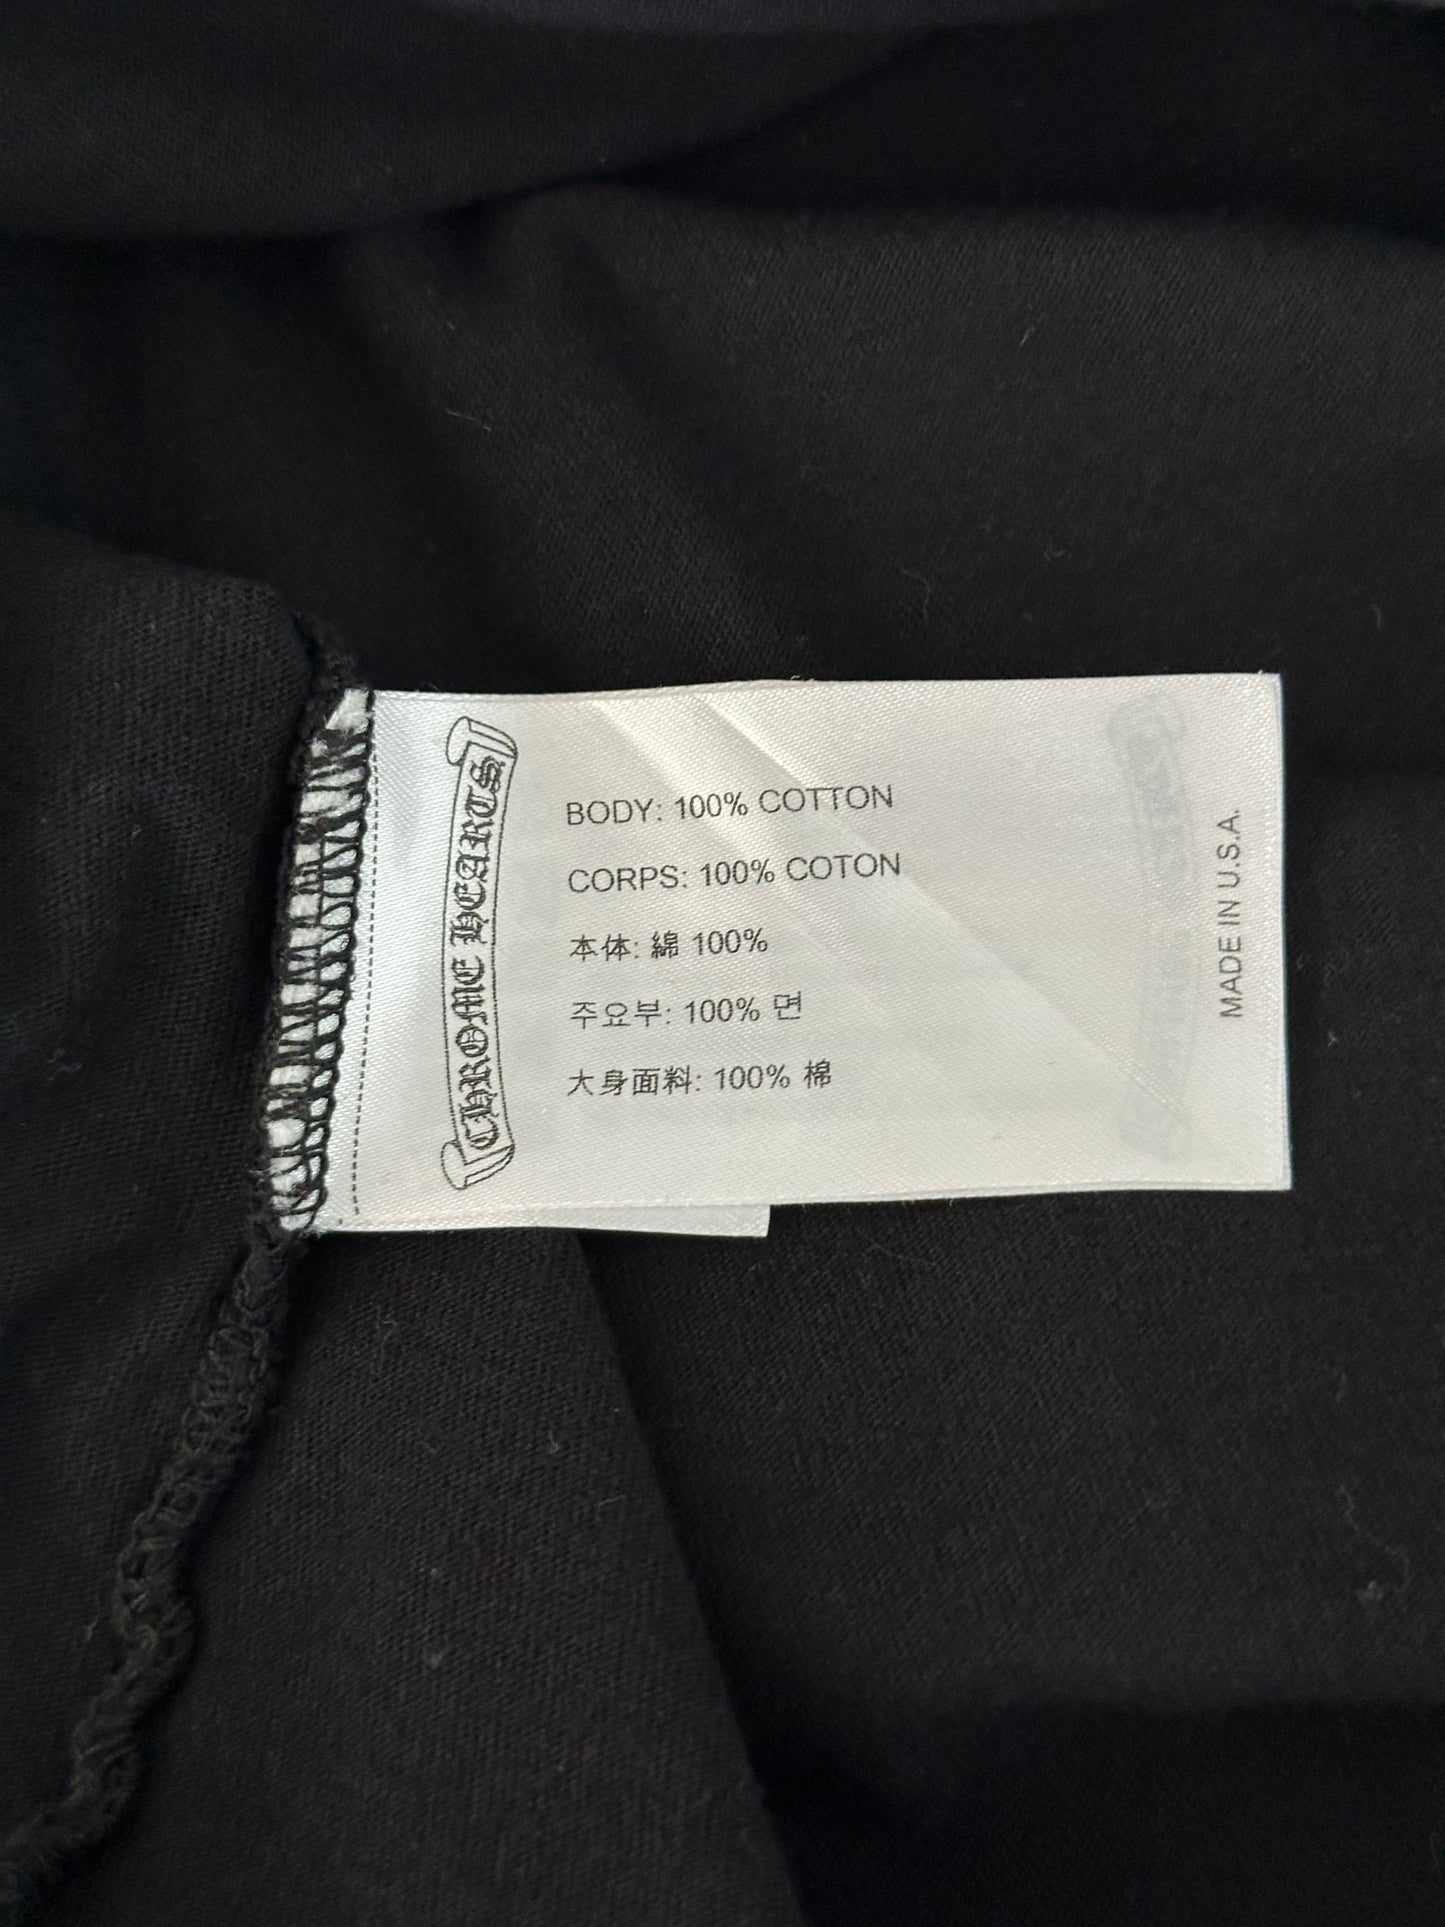 CHROME HEARTS
BODY: 100% COTTON
CORPS: 100% COTON
本体: 綿 100%
주요부: 100% 면
大身面料: 100% 棉
MADE IN U.S.A.